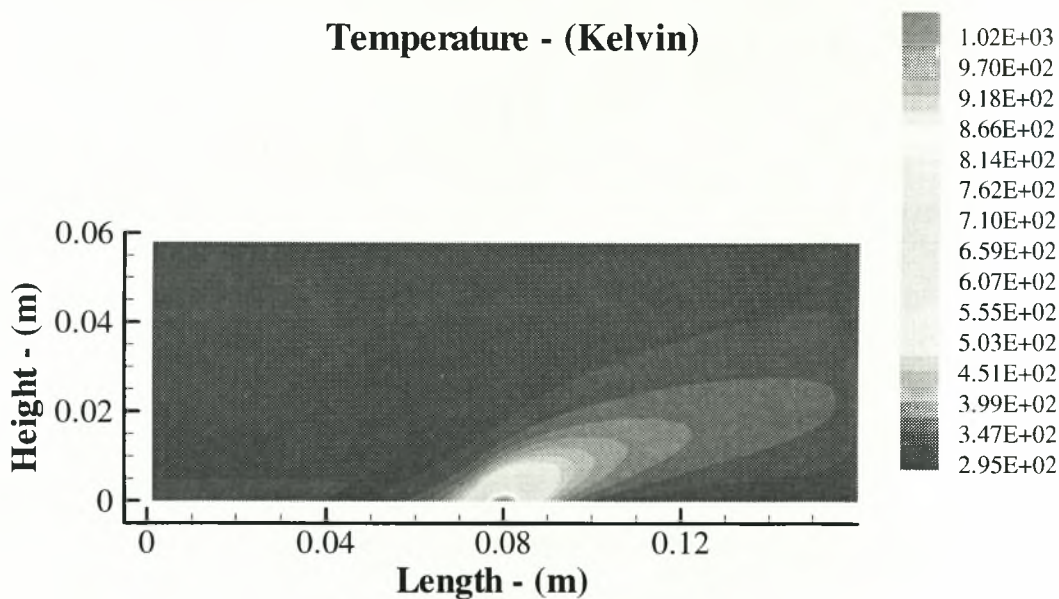 Temperature - (Kelvin)
1.02E+03
9.70E+02
9.18E+02
8.66E+02
8.14E+02
7.62E+02
7.10E+02
6.59E+02
6.07E+02
5.55E+02
5.03E+02
4.51E+02
3.99E+02
3.47E+02
2.95E+02
0.06
0.04
0.02
0
Height - (m)
0
0.04
0.08
0.12
Length - (m)